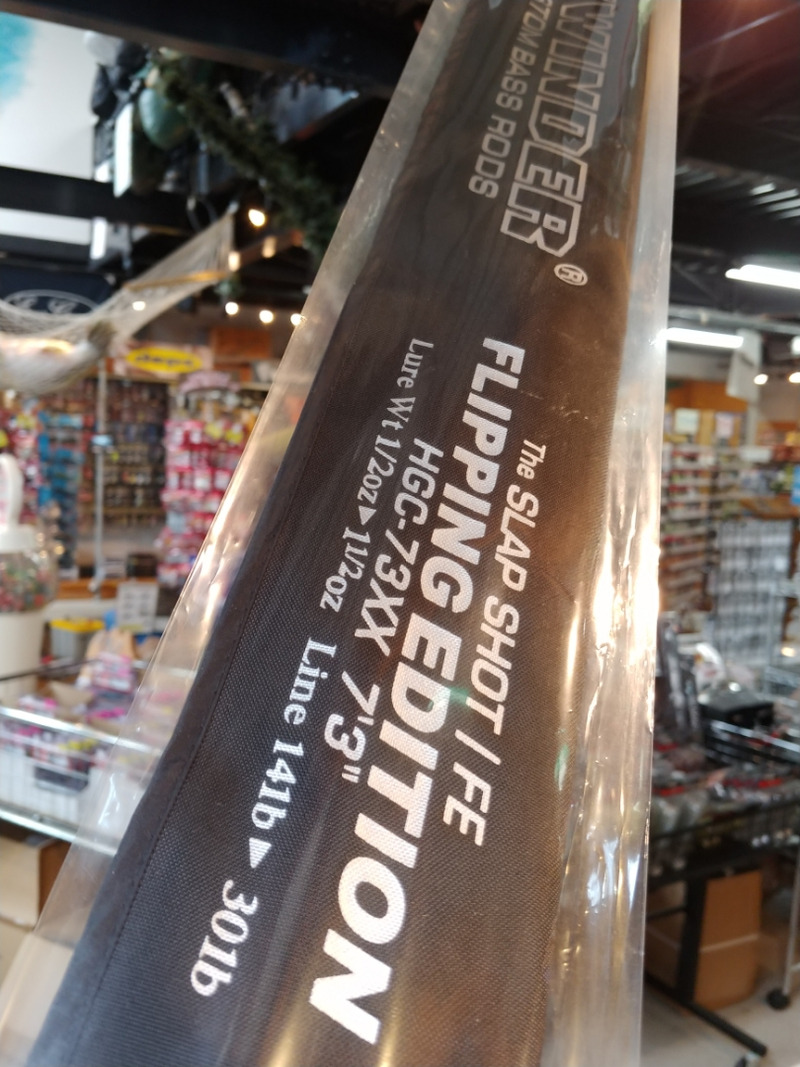 WINDER®
BASS RODS
The SLAP SHOT / FE
FLIPPING EDITION
HGC-73XX 7'3"
Lure Wt 1/2oz▶1 1/2oz Line 14lb▶30lb